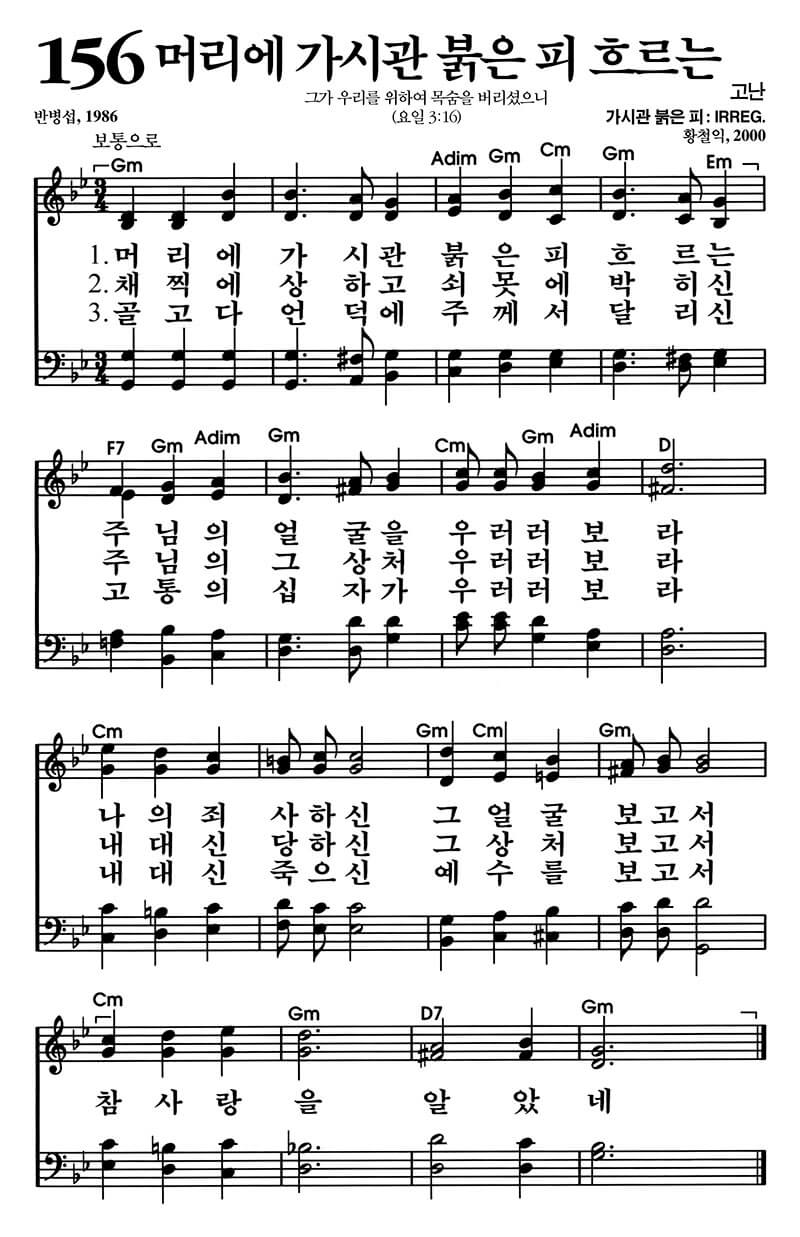 156 머리에 가시관 붉은 피 흐르는
그가 우리를 위하여 목숨을 버리셨으니
고난
반병섭, 1986
(요일 3:16)
가시관 붉은 피 : IRREG.
황철익, 2000
보통으로
Gm Adim Gm Cm Gm Em
3/4
1. 머 리 에 가 시 관 붉 은 피 흐 르 는
2. 채 찍 에 상 하 고 쇠 못 에 박 히 신
3. 골 고 다 언 덕 에 주 께 서 달 리 신
3/4
F7 Gm Adim Gm Cm Gm Adim D
주 님 의 얼 굴 을 우 러 러 보 라
주 님 의 그 상 처 우 러 러 보 라
고 통 의 십 자 가 우 러 러 보 라
Cm Gm Cm Gm
나 의 죄 사 하 신 그 얼 굴 보 고 서
내 대 신 당 하 신 그 상 처 보 고 서
내 대 신 죽 으 신 예 수 를 보 고 서
Cm Gm D7 Gm
참 사 랑 을 알 았 네